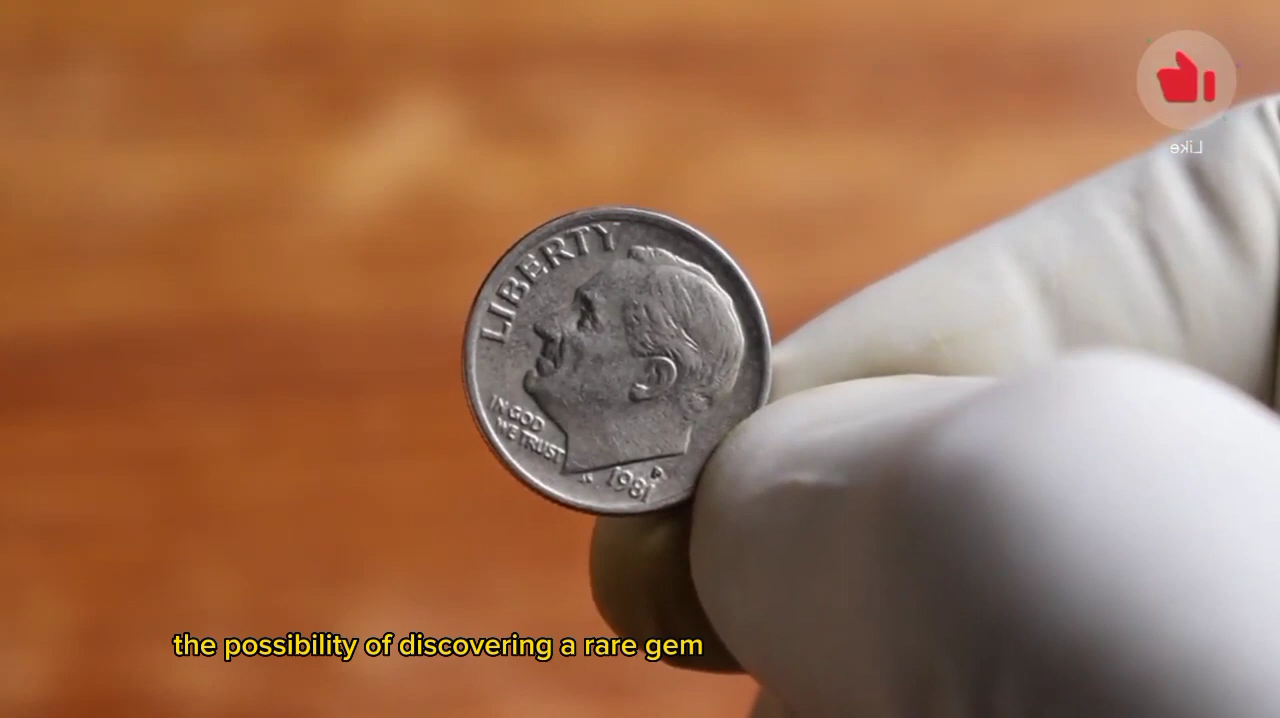 Like
LIBERTY
IN GOD
WE TRUST
1981
P
the possibility of discovering a rare gem